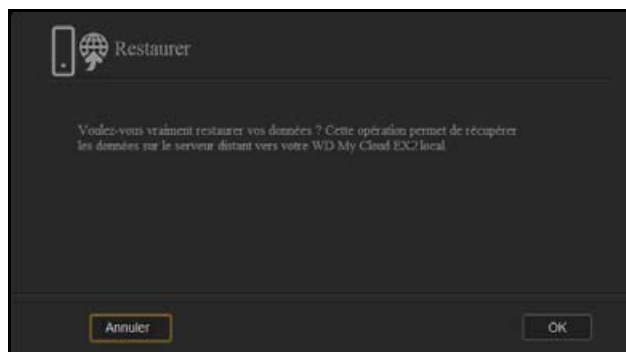 Restaurer
Voulez-vous vraiment restaurer vos données ? Cette opération permet de récupérer
les données sur le serveur distant vers votre WD My Cloud EX2 local.
Annuler
OK